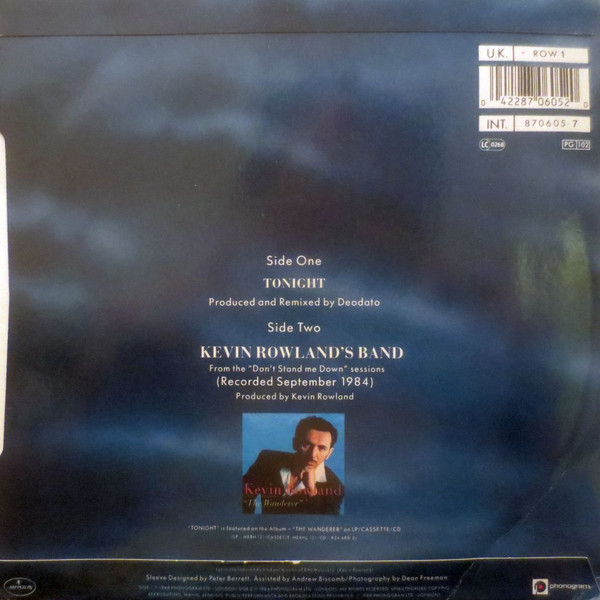 U.K. ROW 1
0 42287 06052 0
INT. 870605-7
LC 0268
PG 102
Side One
TONIGHT
Produced and Remixed by Deodato
Side Two
KEVIN ROWLAND'S BAND
From the "Don't Stand me Down" sessions
(Recorded September 1984)
Produced by Kevin Rowland
Kevin Rowland
"The Wanderer"
"TONIGHT" is featured on the Album – "THE WANDERER" on LP/CASSETTE/CD
Sleeve Designed by Peter Barrett. Assisted by Andrew Biscomb/Photography by Dean Freeman
mercury
phonogram